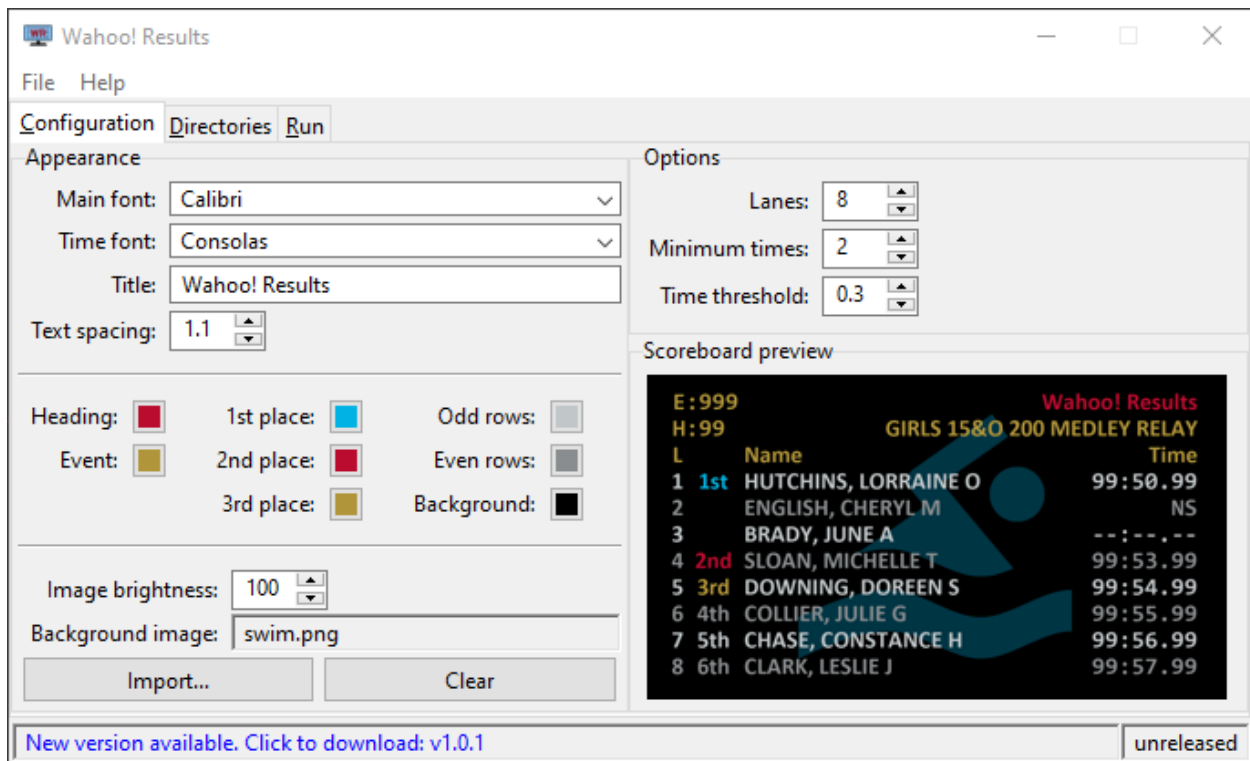 WR Wahoo! Results
File Help
Configuration Directories Run
Appearance
Main font: Calibri
Time font: Consolas
Title: Wahoo! Results
Text spacing: 1.1
Heading: 1st place: Odd rows:
Event: 2nd place: Even rows:
3rd place: Background:
Image brightness: 100
Background image: swim.png
Import... Clear
Options
Lanes: 8
Minimum times: 2
Time threshold: 0.3
Scoreboard preview
E:999 Wahoo! Results
H:99 GIRLS 15&O 200 MEDLEY RELAY
L Name Time
1 1st HUTCHINS, LORRAINE O 99:50.99
2 ENGLISH, CHERYL M NS
3 BRADY, JUNE A --:--.--
4 2nd SLOAN, MICHELLE T 99:53.99
5 3rd DOWNING, DOREEN S 99:54.99
6 4th COLLIER, JULIE G 99:55.99
7 5th CHASE, CONSTANCE H 99:56.99
8 6th CLARK, LESLIE J 99:57.99
New version available. Click to download: v1.0.1 unreleased